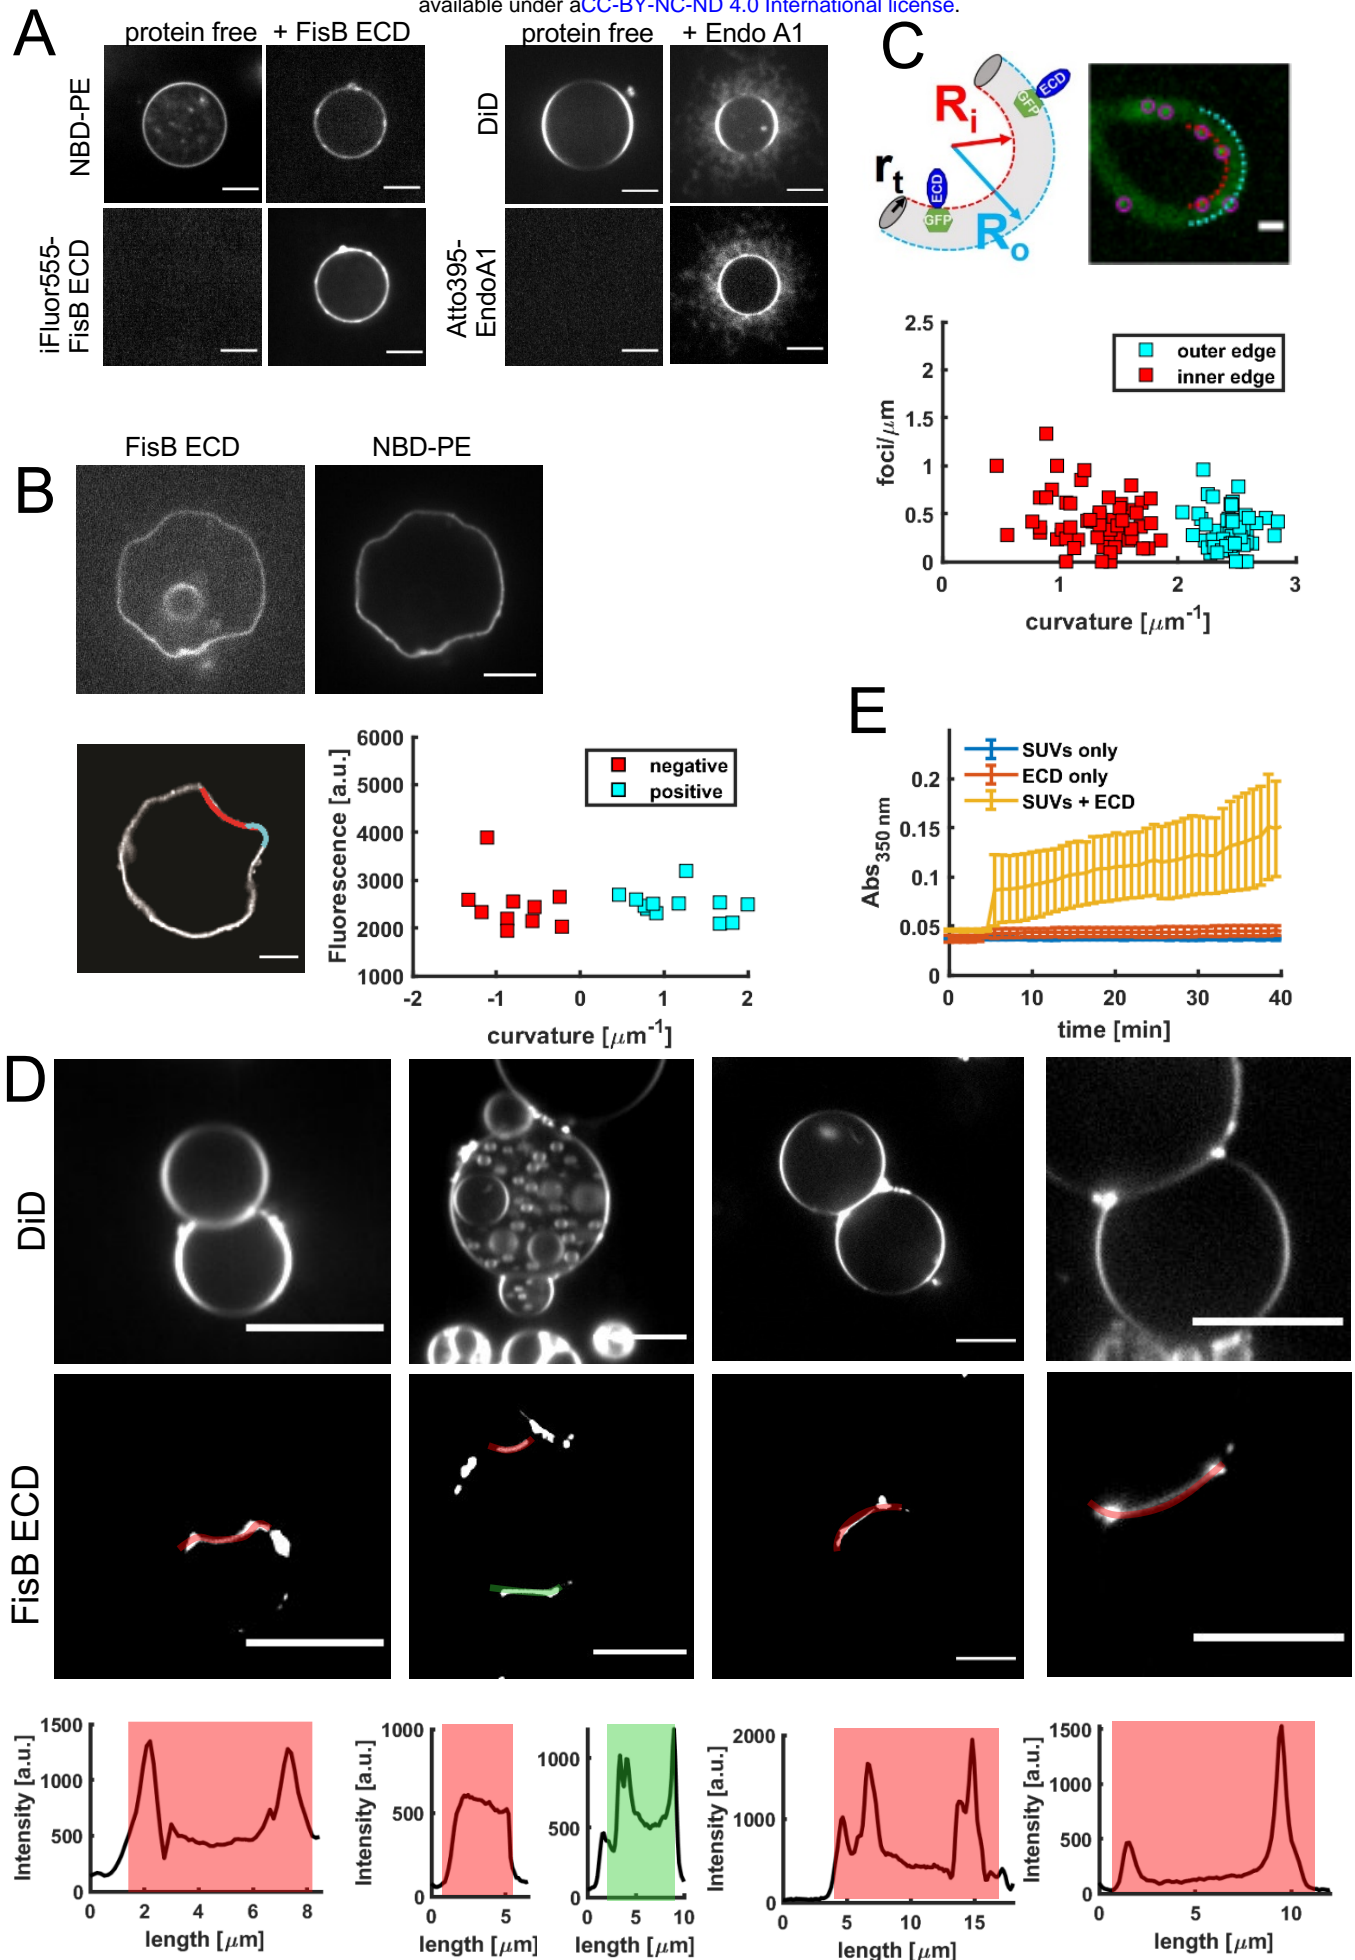 available under aCC-BY-NC-ND 4.0 International license.
A
protein free
+ FisB ECD
NBD-PE
iFluor555-
FisB ECD
protein free
+ Endo A1
DiD
Atto395-
EndoA1
C
Ri
Ro
rt
GFP
ECD
ECD
GFP
2.5
2
1.5
1
0.5
0
foci/μm
outer edge
inner edge
0
1
2
3
curvature [μm-1]
B
FisB ECD
NBD-PE
6000
5000
4000
3000
2000
1000
Fluorescence [a.u.]
negative
positive
-2
-1
0
1
2
curvature [μm-1]
E
SUVs only
ECD only
SUVs + ECD
0.2
0.15
0.1
0.05
0
Abs350 nm
0
10
20
30
40
time [min]
D
DiD
FisB ECD
1500
1000
500
0
Intensity [a.u.]
0
2
4
6
8
length [μm]
1000
500
0
Intensity [a.u.]
0
5
length [μm]
1000
500
0
0
5
10
length [μm]
2000
1000
0
Intensity [a.u.]
0
5
10
15
length [μm]
1500
1000
500
0
Intensity [a.u.]
0
5
10
length [μm]